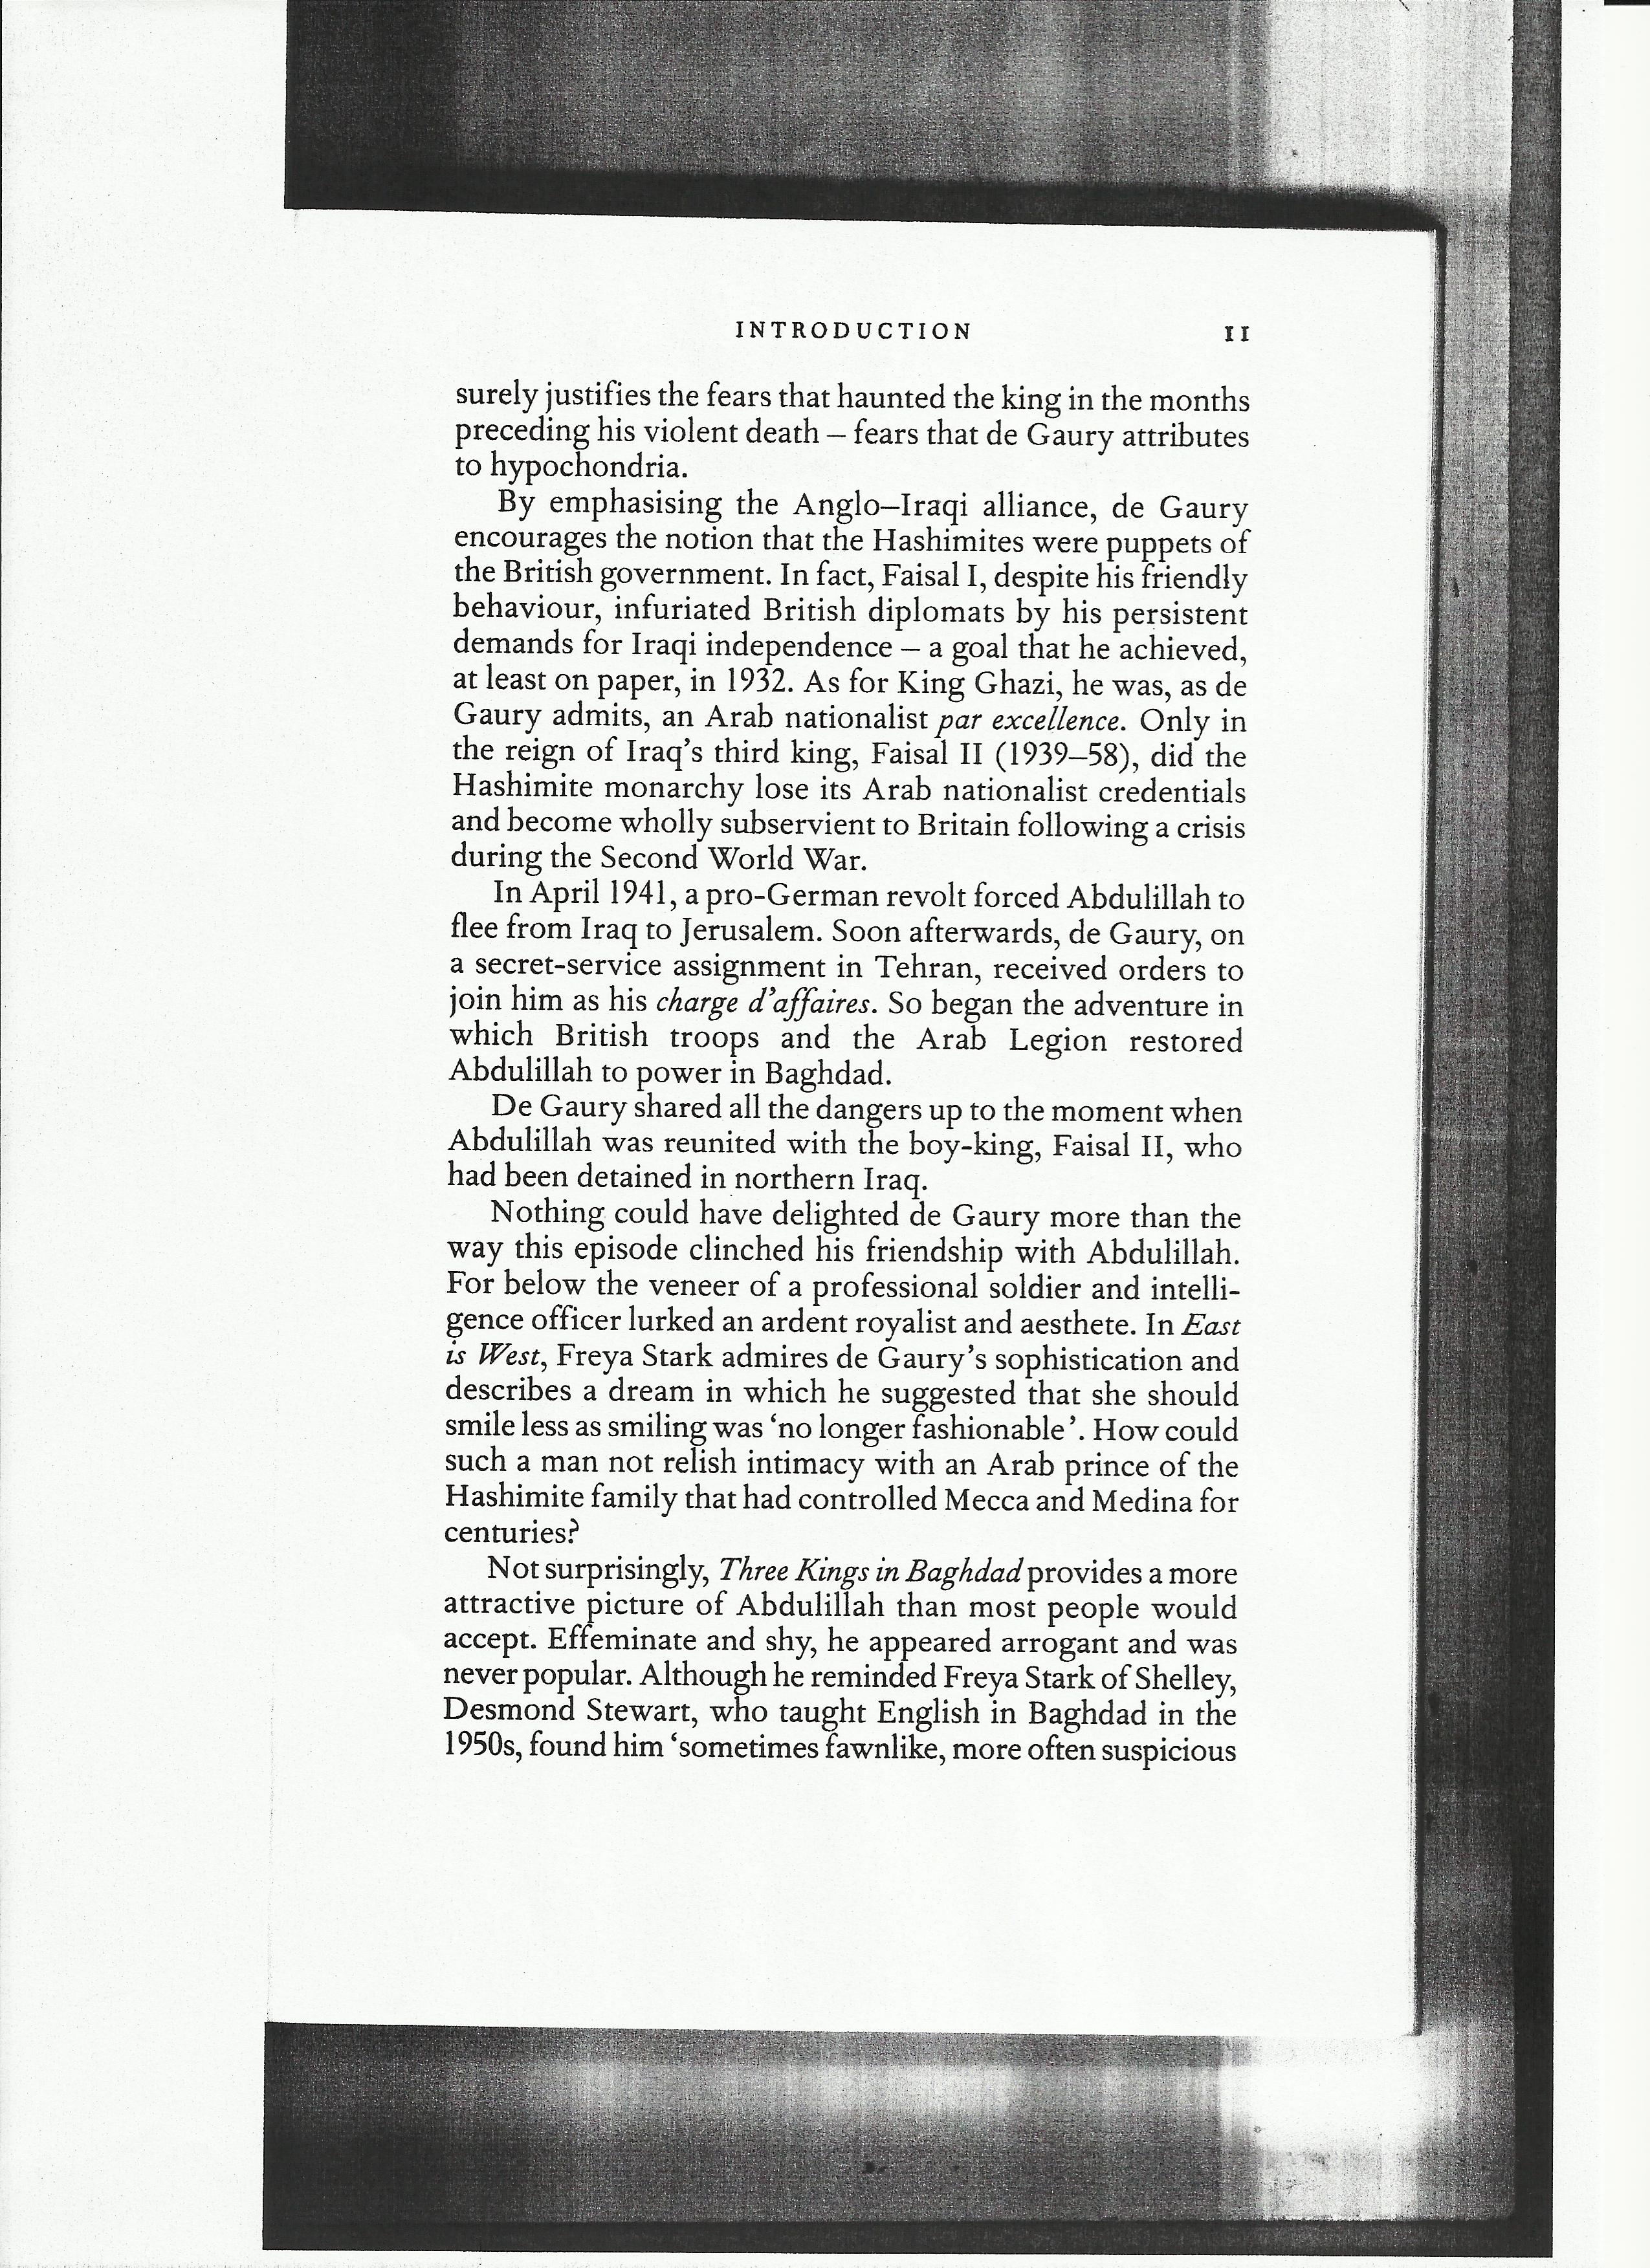 INTRODUCTION 11
surely justifies the fears that haunted the king in the months
preceding his violent death – fears that de Gaury attributes
to hypochondria.
By emphasising the Anglo–Iraqi alliance, de Gaury
encourages the notion that the Hashimites were puppets of
the British government. In fact, Faisal I, despite his friendly
behaviour, infuriated British diplomats by his persistent
demands for Iraqi independence – a goal that he achieved,
at least on paper, in 1932. As for King Ghazi, he was, as de
Gaury admits, an Arab nationalist par excellence. Only in
the reign of Iraq's third king, Faisal II (1939–58), did the
Hashimite monarchy lose its Arab nationalist credentials
and become wholly subservient to Britain following a crisis
during the Second World War.
In April 1941, a pro-German revolt forced Abdulillah to
flee from Iraq to Jerusalem. Soon afterwards, de Gaury, on
a secret-service assignment in Tehran, received orders to
join him as his charge d'affaires. So began the adventure in
which British troops and the Arab Legion restored
Abdulillah to power in Baghdad.
De Gaury shared all the dangers up to the moment when
Abdulillah was reunited with the boy-king, Faisal II, who
had been detained in northern Iraq.
Nothing could have delighted de Gaury more than the
way this episode clinched his friendship with Abdulillah.
For below the veneer of a professional soldier and intelli-
gence officer lurked an ardent royalist and aesthete. In East
is West, Freya Stark admires de Gaury's sophistication and
describes a dream in which he suggested that she should
smile less as smiling was 'no longer fashionable'. How could
such a man not relish intimacy with an Arab prince of the
Hashimite family that had controlled Mecca and Medina for
centuries?
Not surprisingly, Three Kings in Baghdad provides a more
attractive picture of Abdulillah than most people would
accept. Effeminate and shy, he appeared arrogant and was
never popular. Although he reminded Freya Stark of Shelley,
Desmond Stewart, who taught English in Baghdad in the
1950s, found him 'sometimes fawnlike, more often suspicious